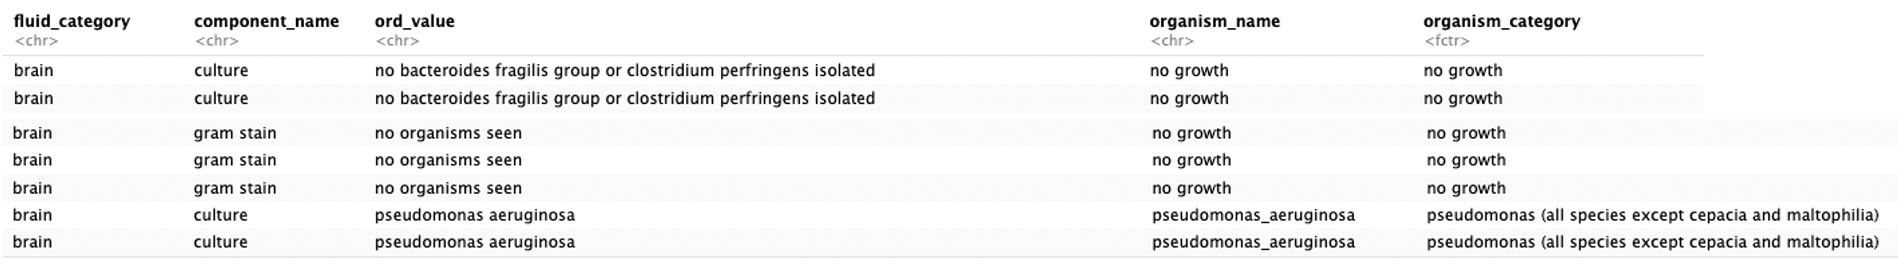 fluid_category component_name ord_value organism_name organism_category
<chr> <chr> <chr> <chr> <fctr>
brain culture no bacteroides fragilis group or clostridium perfringens isolated no growth no growth
brain culture no bacteroides fragilis group or clostridium perfringens isolated no growth no growth
brain gram stain no organisms seen no growth no growth
brain gram stain no organisms seen no growth no growth
brain gram stain no organisms seen no growth no growth
brain culture pseudomonas aeruginosa pseudomonas_aeruginosa pseudomonas (all species except cepacia and maltophilia)
brain culture pseudomonas aeruginosa pseudomonas_aeruginosa pseudomonas (all species except cepacia and maltophilia)